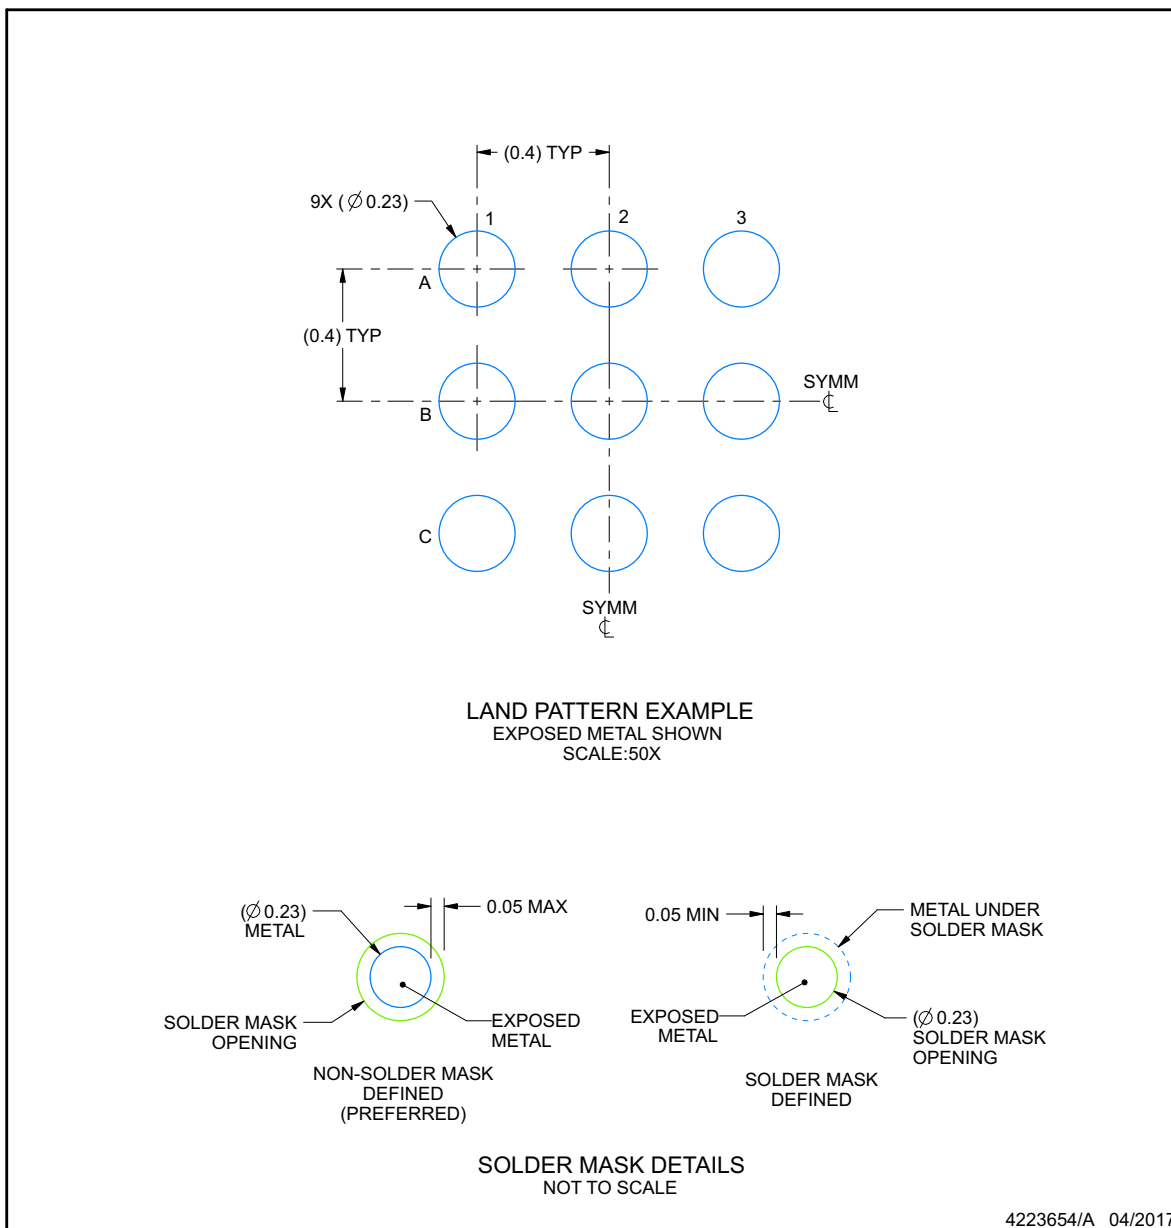 (0.4) TYP
9X (∅0.23)
1
2
3
A
(0.4) TYP
SYMM
℄
B
C
SYMM
℄
LAND PATTERN EXAMPLE
EXPOSED METAL SHOWN
SCALE:50X
(∅0.23)
METAL
0.05 MAX
SOLDER MASK
OPENING
EXPOSED
METAL
NON-SOLDER MASK
DEFINED
(PREFERRED)
0.05 MIN
METAL UNDER
SOLDER MASK
EXPOSED
METAL
(∅0.23)
SOLDER MASK
OPENING
SOLDER MASK
DEFINED
SOLDER MASK DETAILS
NOT TO SCALE
4223654/A 04/2017